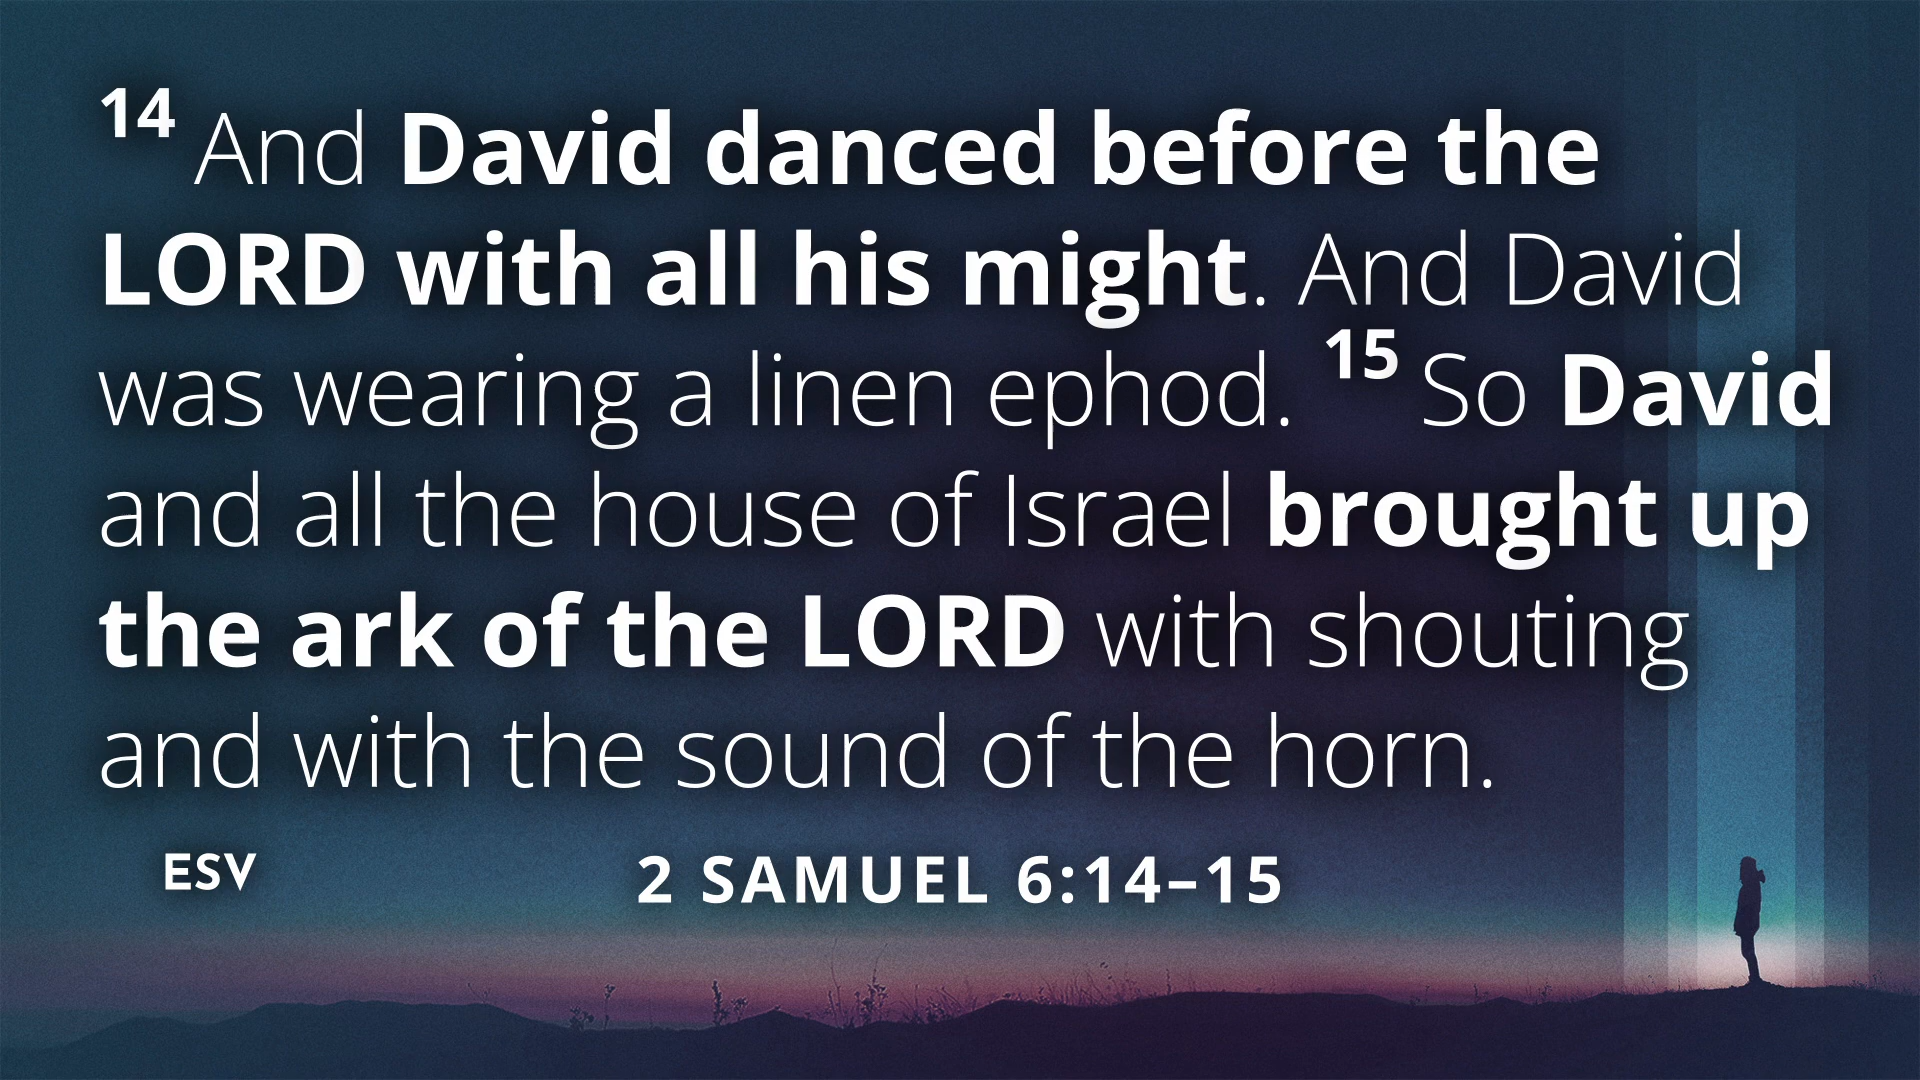 14 And David danced before the
LORD with all his might. And David
was wearing a linen ephod. 15 So David
and all the house of Israel brought up
the ark of the LORD with shouting
and with the sound of the horn.
ESV
2 SAMUEL 6:14–15